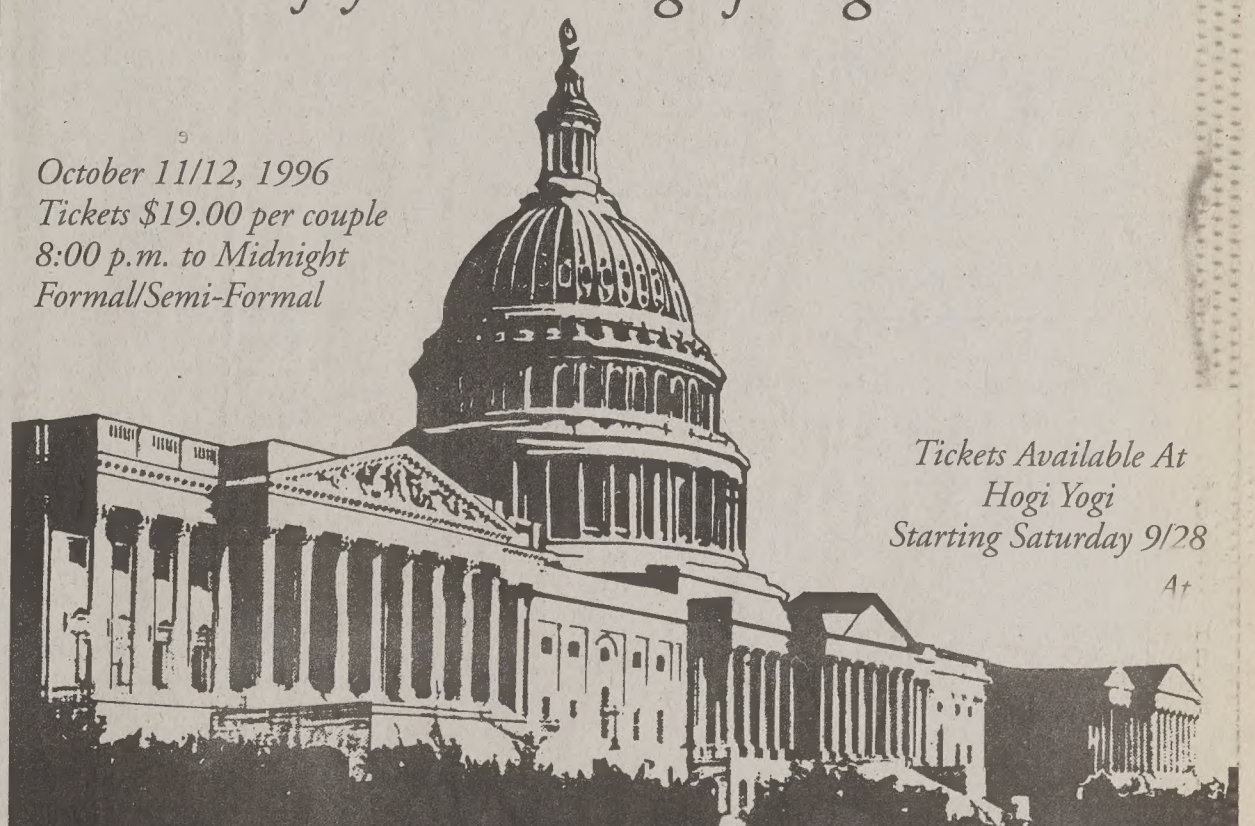 October 11/12, 1996
Tickets $19.00 per couple
8:00 p.m. to Midnight
Formal/Semi-Formal
Tickets Available At
Hogi Yogi
Starting Saturday 9/28
At